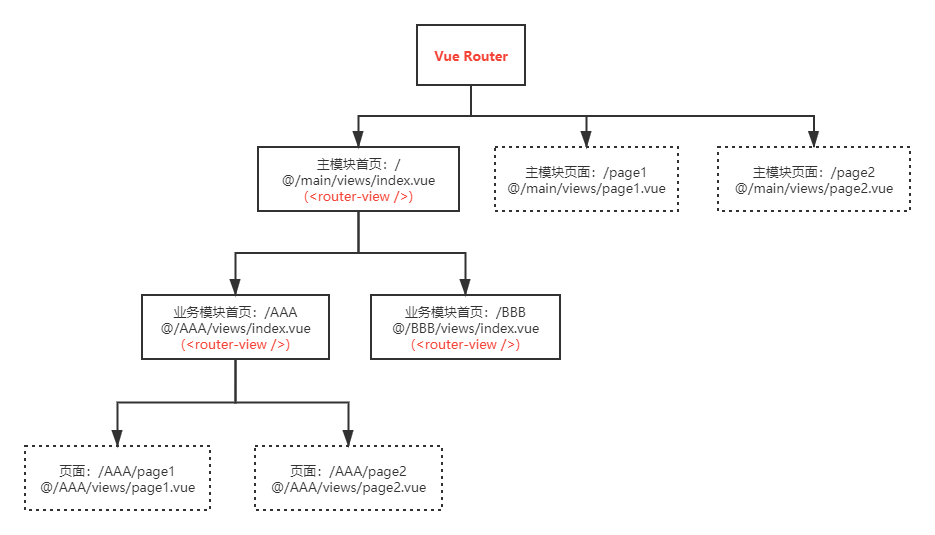 Vue Router
主模块首页：/
@/main/views/index.vue
（<router-view />）
主模块页面：/page1
@/main/views/page1.vue
主模块页面：/page2
@/main/views/page2.vue
业务模块首页：/AAA
@/AAA/views/index.vue
（<router-view />）
业务模块首页：/BBB
@/BBB/views/index.vue
（<router-view />）
页面：/AAA/page1
@/AAA/views/page1.vue
页面：/AAA/page2
@/AAA/views/page2.vue